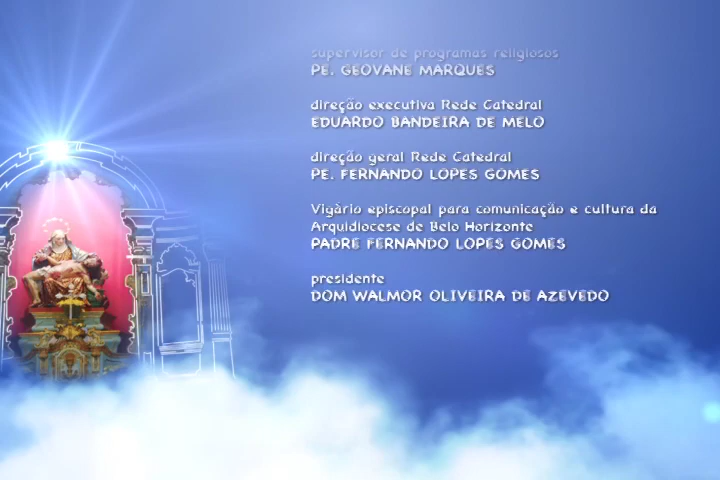 supervisor de programas religiosos
PE. GEOVANE MARQUES
direção executiva Rede Catedral
EDUARDO BANDEIRA DE MELO
direção geral Rede Catedral
PE. FERNANDO LOPES GOMES
Vigário episcopal para comunicação e cultura da
Arquidiocese de Belo Horizonte
PADRE FERNANDO LOPES GOMES
presidente
DOM WALMOR OLIVEIRA DE AZEVEDO